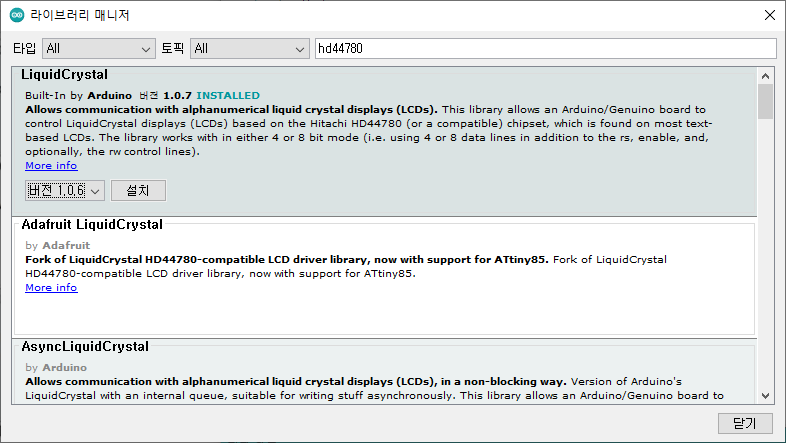 라이브러리 매니저
타입 All 토픽 All hd44780
LiquidCrystal
Built-In by Arduino 버전 1.0.7 INSTALLED
Allows communication with alphanumerical liquid crystal displays (LCDs). This library allows an Arduino/Genuino board to
control LiquidCrystal displays (LCDs) based on the Hitachi HD44780 (or a compatible) chipset, which is found on most text-
based LCDs. The library works with in either 4 or 8 bit mode (i.e. using 4 or 8 data lines in addition to the rs, enable, and,
optionally, the rw control lines).
More info
버전 1.0.6 설치
Adafruit LiquidCrystal
by Adafruit
Fork of LiquidCrystal HD44780-compatible LCD driver library, now with support for ATtiny85. Fork of LiquidCrystal
HD44780-compatible LCD driver library, now with support for ATtiny85.
More info
AsyncLiquidCrystal
by Arduino
Allows communication with alphanumerical liquid crystal displays (LCDs), in a non-blocking way. Version of Arduino's
LiquidCrystal with an internal queue, suitable for writing stuff asynchronously. This library allows an Arduino/Genuino board to
닫기